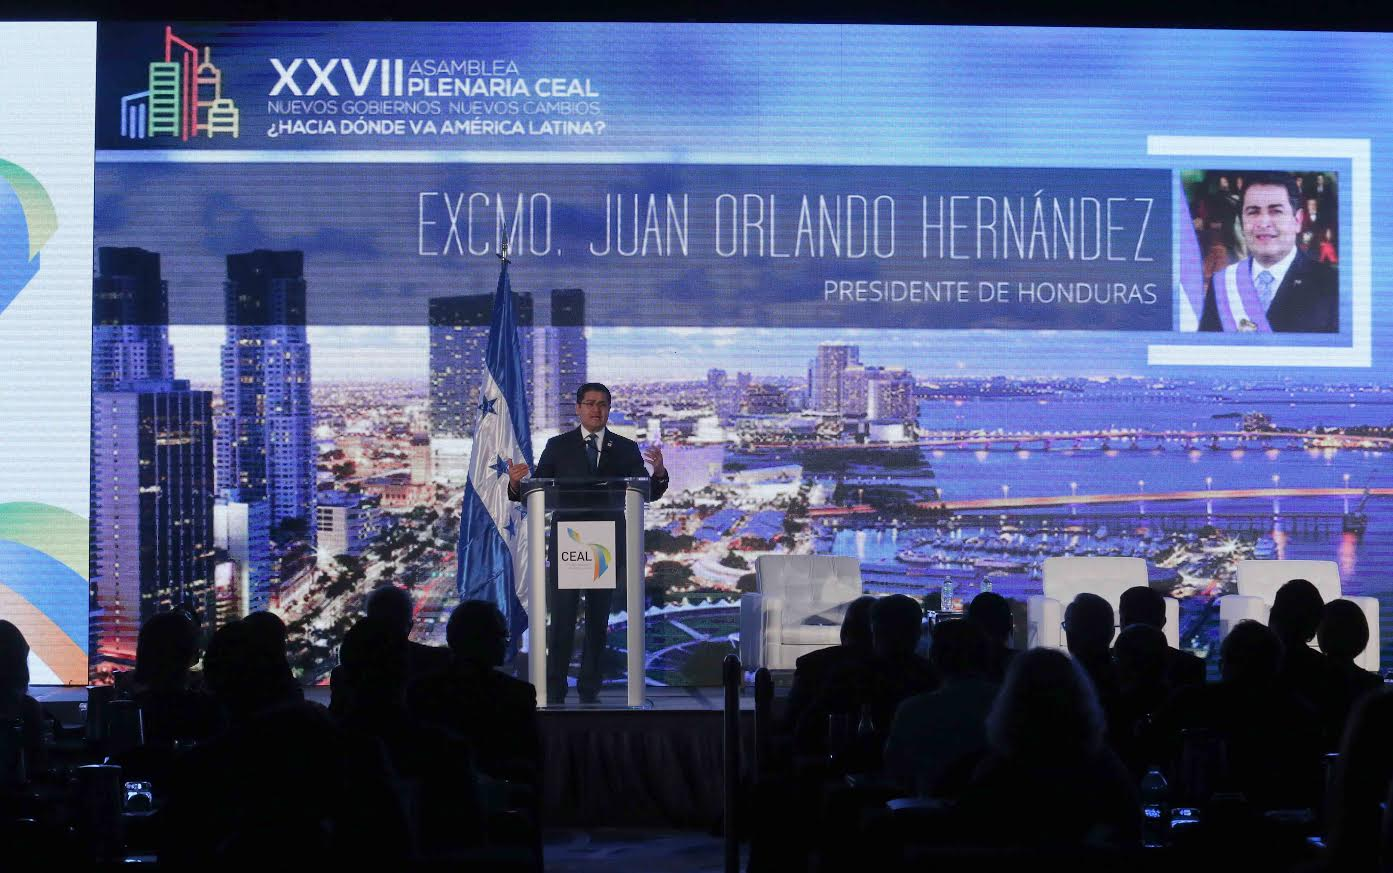 XXVII ASAMBLEA
PLENARIA CEAL
NUEVOS GOBIERNOS, NUEVOS CAMBIOS,
¿HACIA DÓNDE VA AMÉRICA LATINA?
EXCMO. JUAN ORLANDO HERNÁNDEZ
PRESIDENTE DE HONDURAS
CEAL